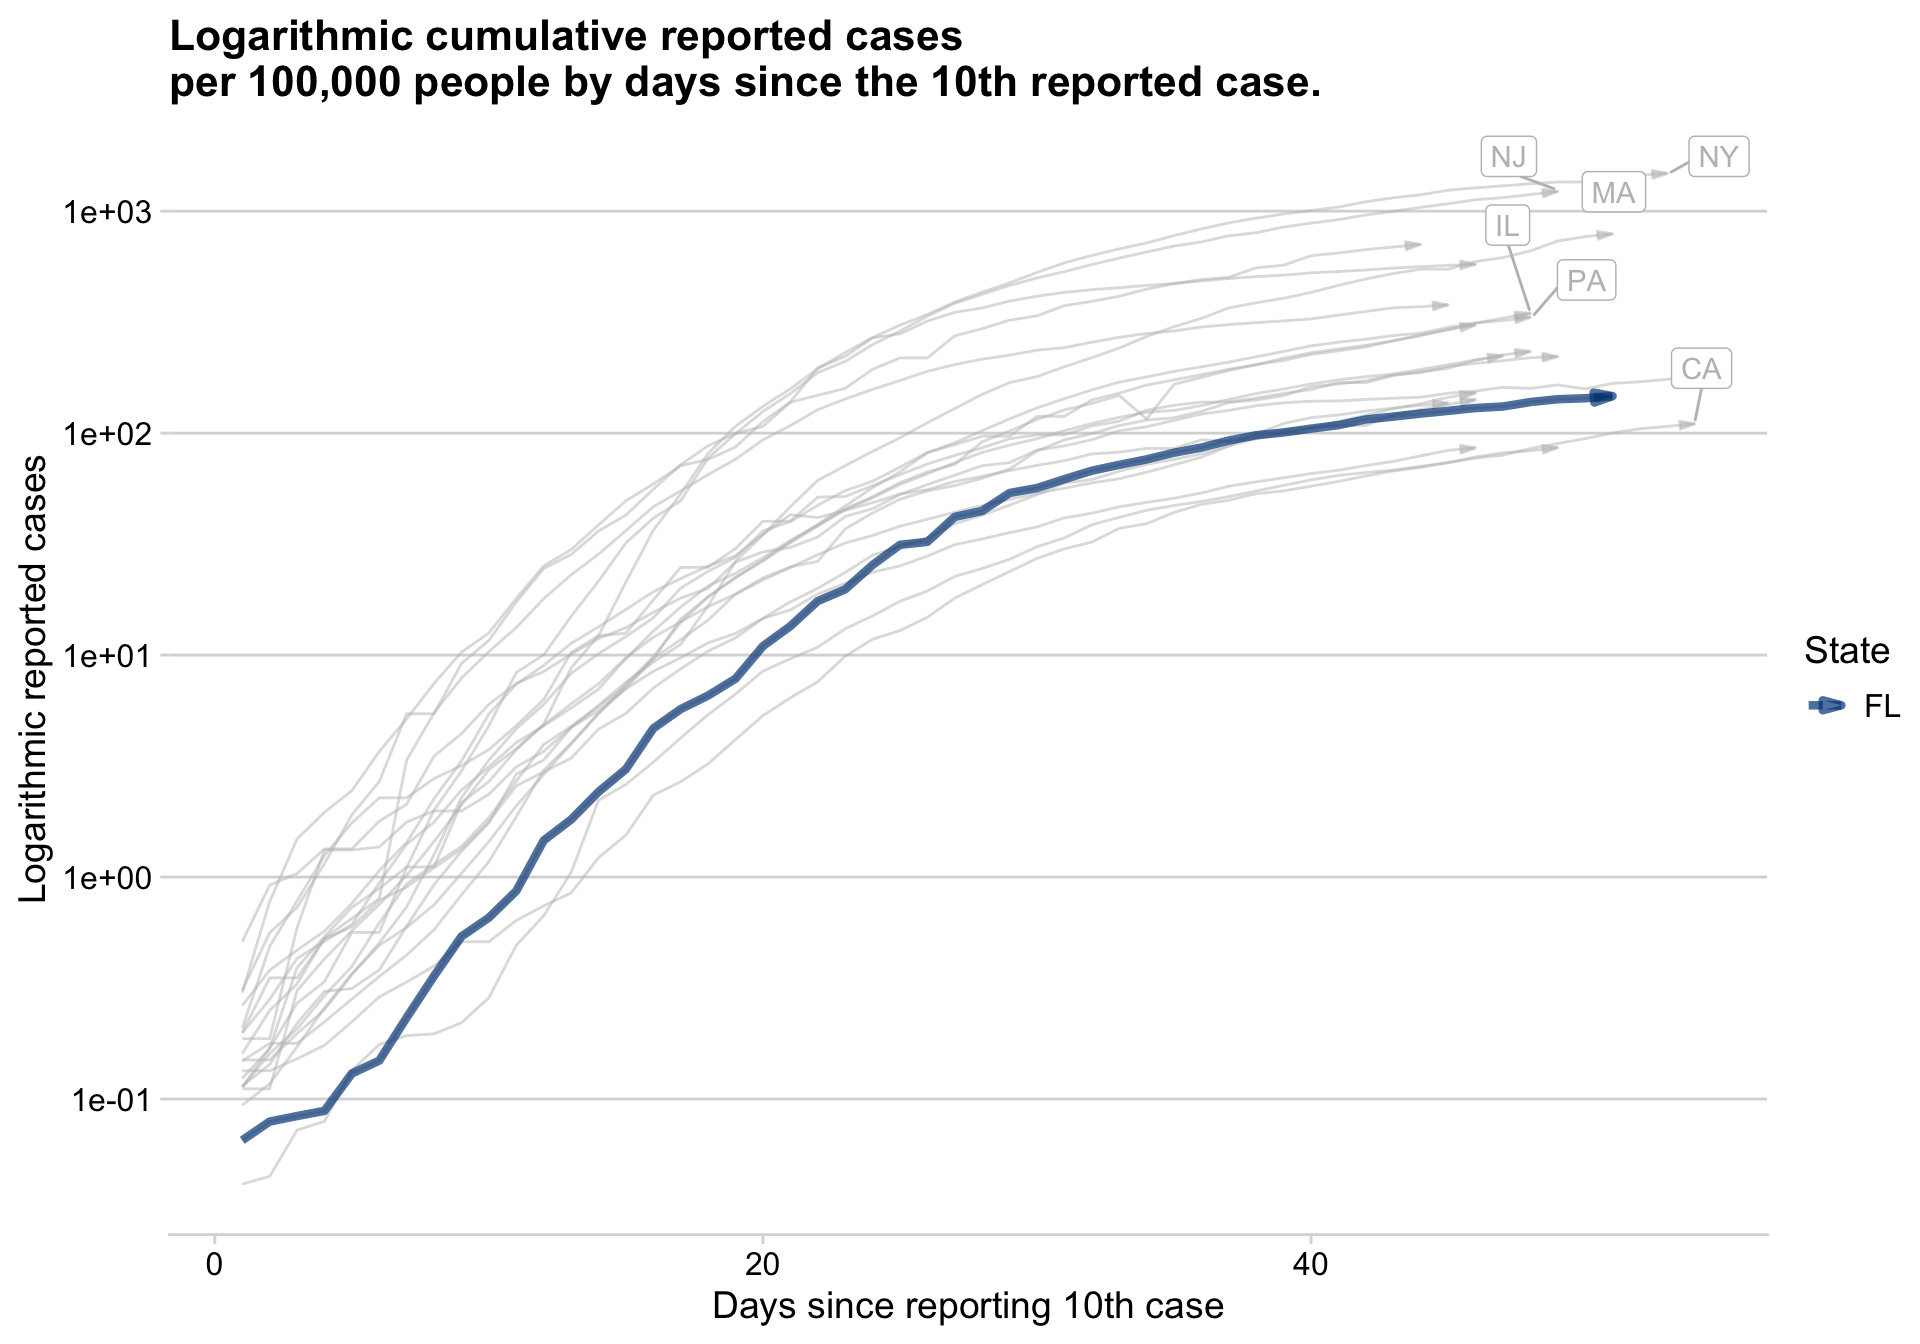 Logarithmic cumulative reported cases
per 100,000 people by days since the 10th reported case.
NJ
NY
MA
IL
PA
CA
1e+03
1e+02
1e+01
1e+00
1e-01
Logarithmic reported cases
0
20
40
Days since reporting 10th case
State
FL